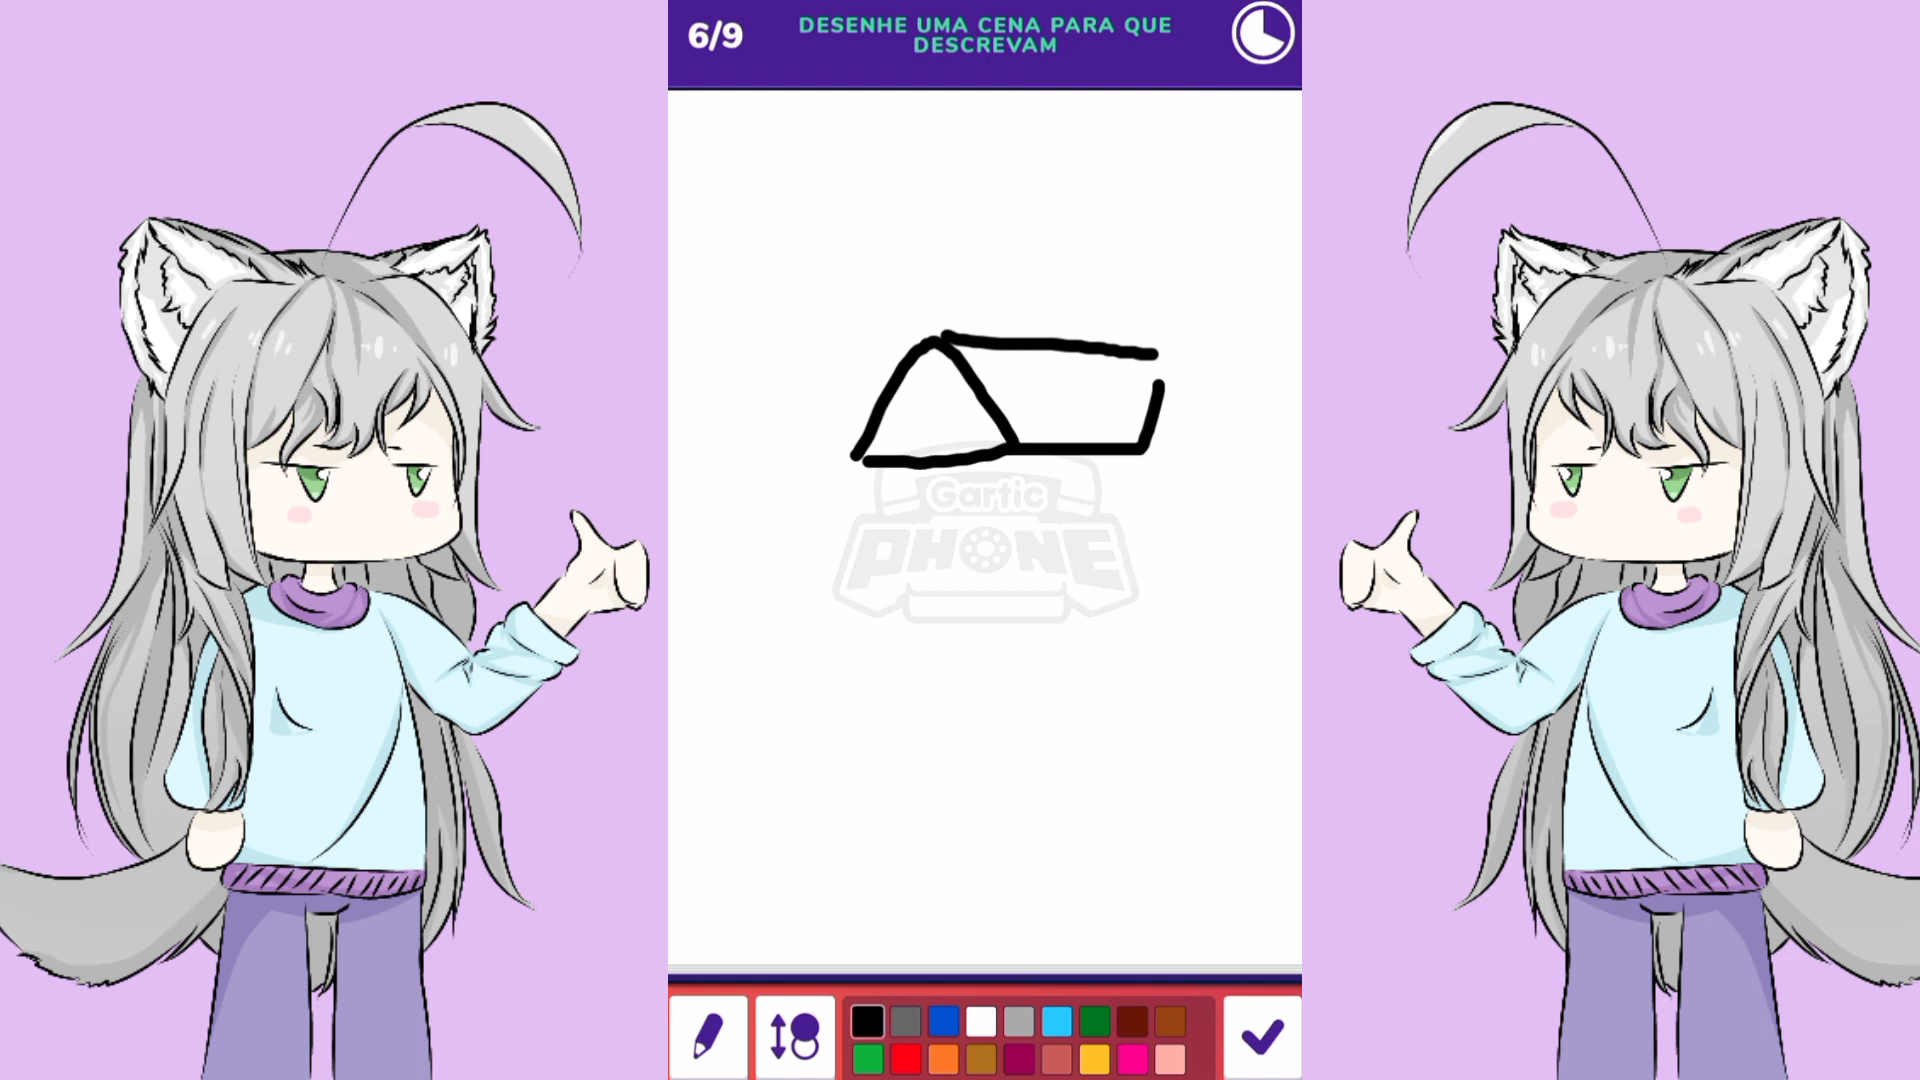 6/9
DESENHE UMA CENA PARA QUE
DESCREVAM
Gartic
PHONE